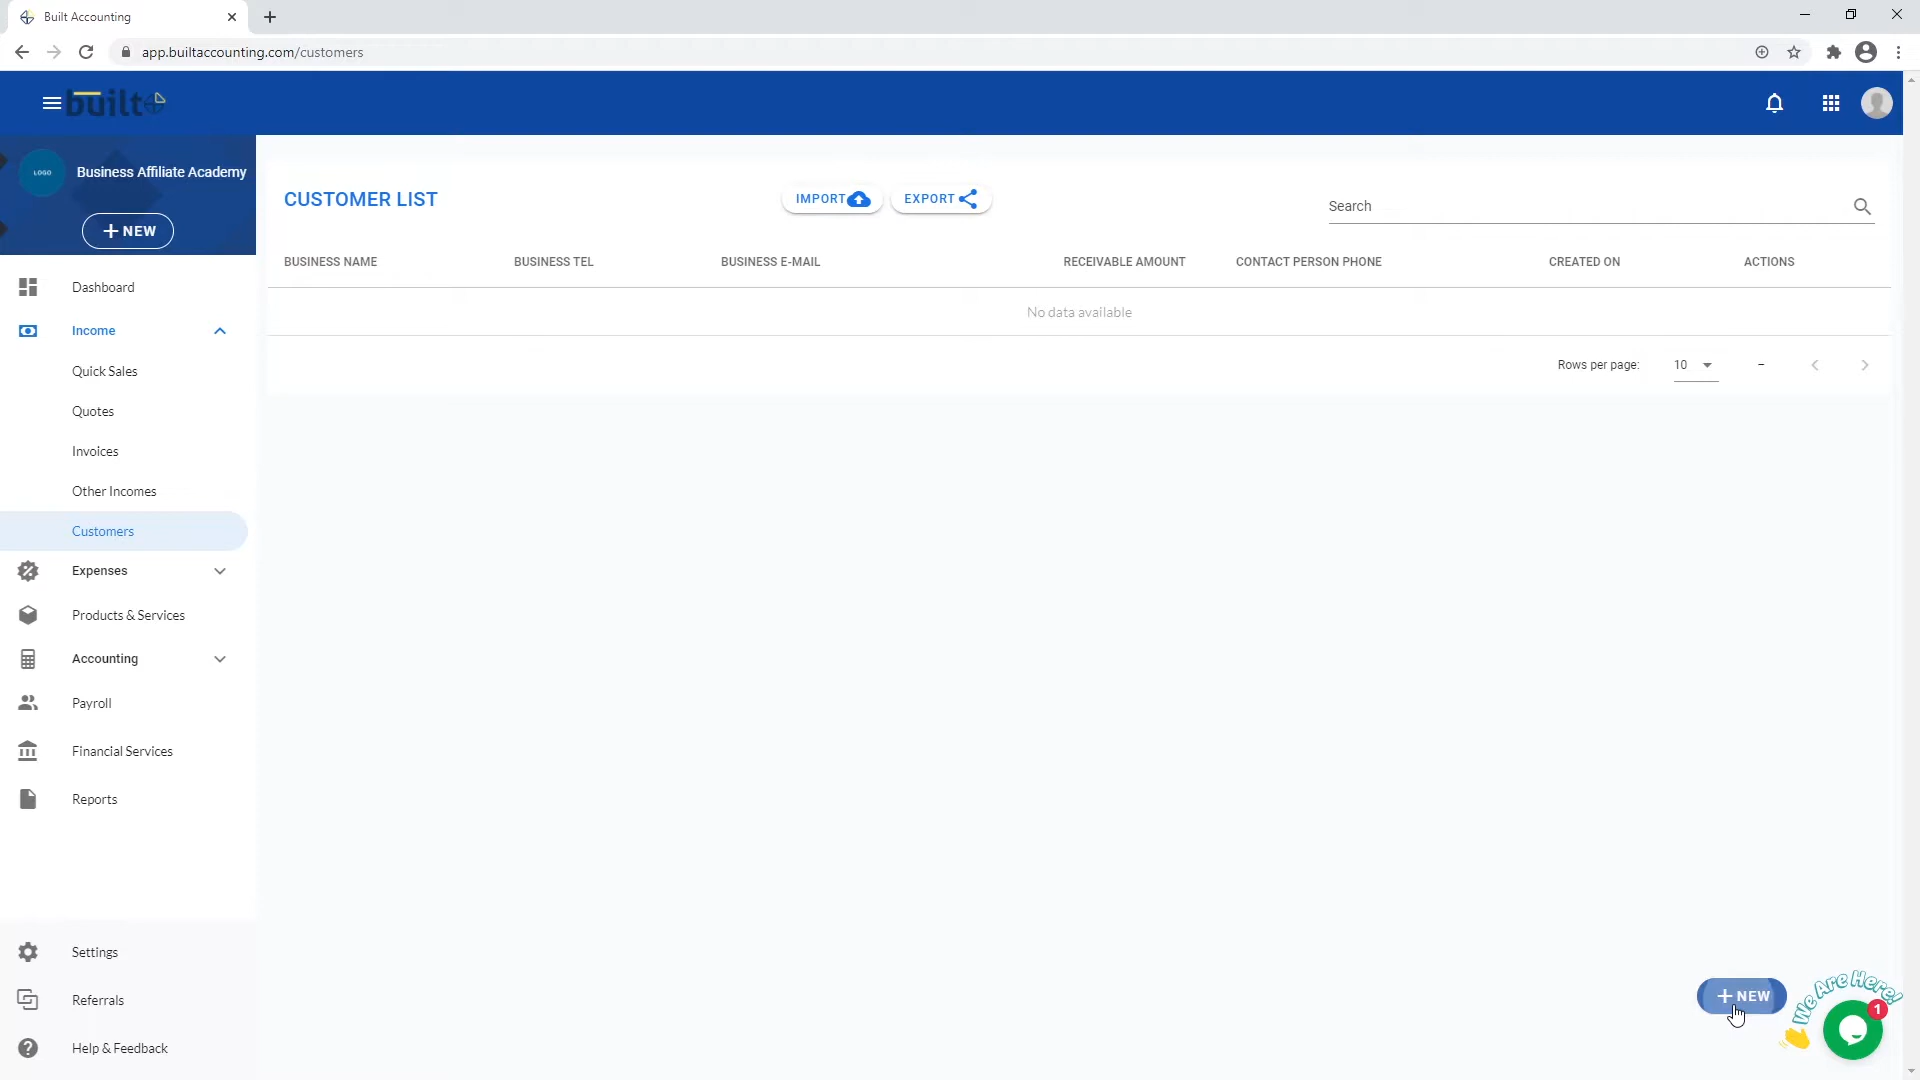 Built Accounting
app.builtaccounting.com/customers
built
LOGO
Business Affiliate Academy
+ NEW
Dashboard
Income
Quick Sales
Quotes
Invoices
Other Incomes
Customers
Expenses
Products & Services
Accounting
Payroll
Financial Services
Reports
Settings
Referrals
Help & Feedback
CUSTOMER LIST
IMPORT
EXPORT
Search
BUSINESS NAME BUSINESS TEL BUSINESS E-MAIL RECEIVABLE AMOUNT CONTACT PERSON PHONE CREATED ON ACTIONS
No data available
Rows per page: 10 –
+ NEW
We Are Here!
1